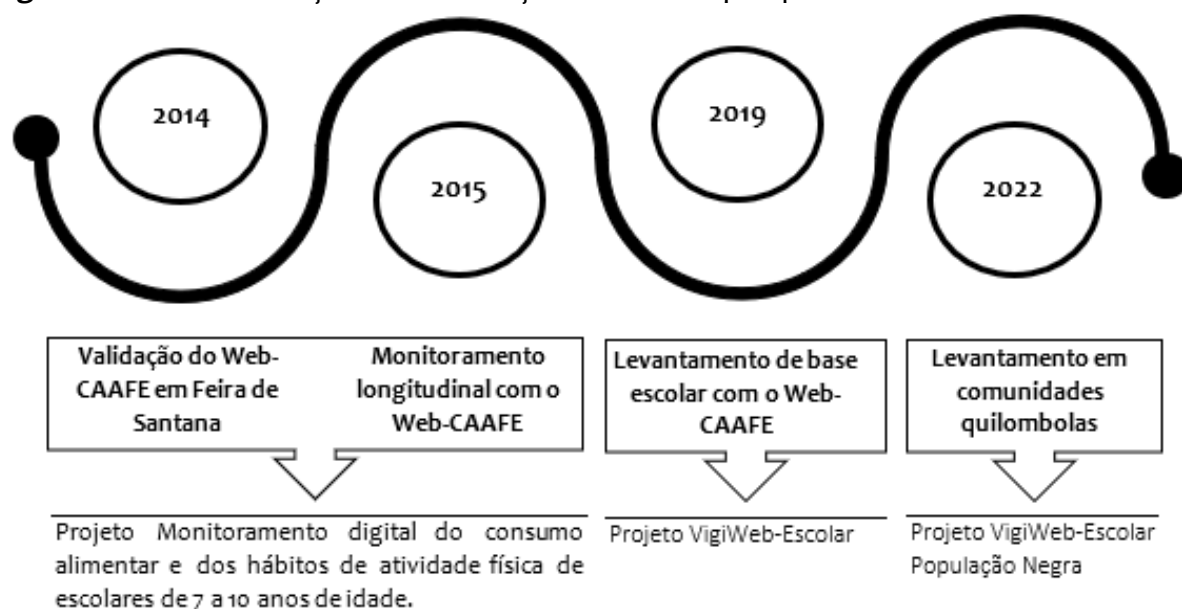 2014
2015
2019
2022
Validação do Web-
CAAFE em Feira de
Santana
Monitoramento
longitudinal com o
Web-CAAFE
Levantamento de base
escolar com o Web-
CAAFE
Levantamento em
comunidades
quilombolas
Projeto Monitoramento digital do consumo
alimentar e dos hábitos de atividade física de
escolares de 7 a 10 anos de idade.
Projeto VigiWeb-Escolar
Projeto VigiWeb-Escolar
População Negra